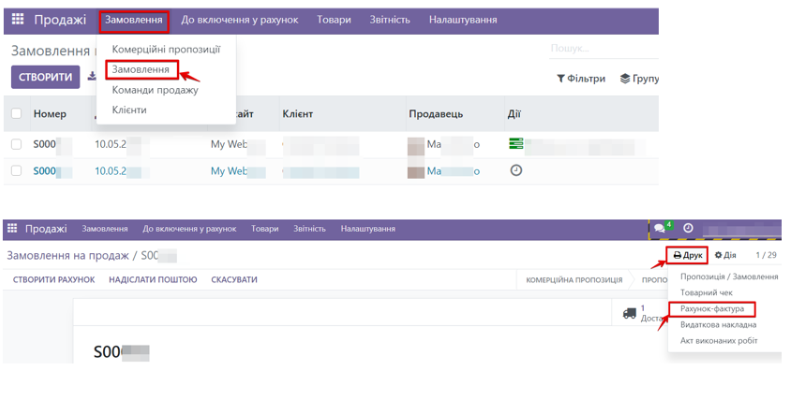 Продажі Замовлення До включення у рахунок Товари Звітність Налаштування
Замовлення Комерційні пропозиції Пошук...
СТВОРИТИ Замовлення Фільтри Групу
Команди продажу
Клієнти
Номер айт Клієнт Продавець Дії
S000 10.05.2 My Web Ma o
S000 10.05.2 My Web Ma o
Продажі Замовлення До включення у рахунок Товари Звітність Налаштування 4
Замовлення на продаж / S00 Друк Дія 1 / 29
СТВОРИТИ РАХУНОК НАДІСЛАТИ ПОШТОЮ СКАСУВАТИ КОМЕРЦІЙНА ПРОПОЗИЦІЯ ПРОПО
Пропозиція / Замовлення
Товарний чек
1 Рахунок-фактура
Доста
Видаткова накладна
Акт виконаних робіт
S00